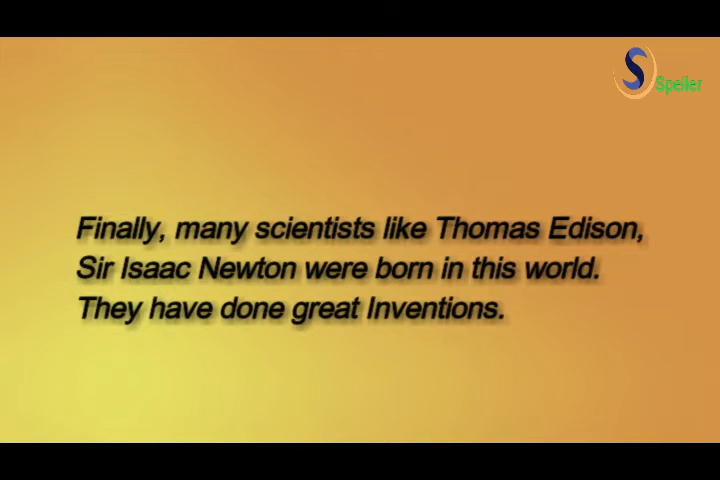 Speller
Finally, many scientists like Thomas Edison,
Sir Isaac Newton were born in this world.
They have done great Inventions.